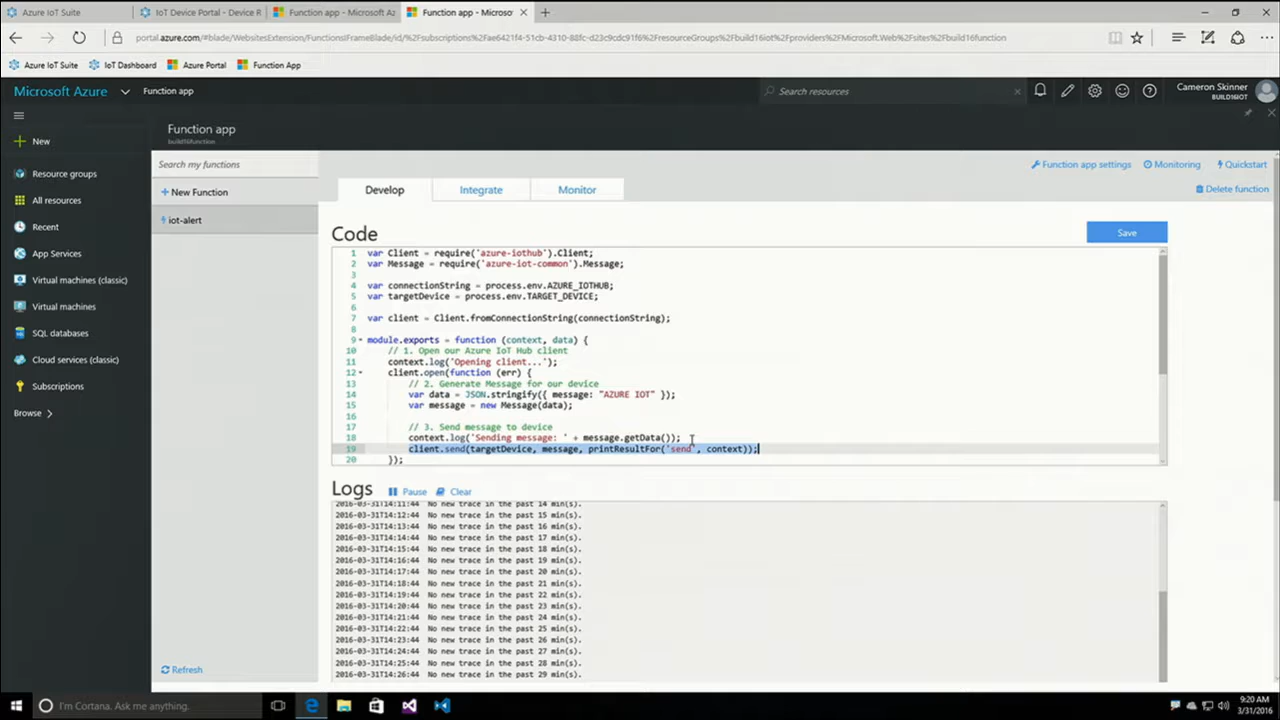 Azure IoT Suite
IoT Device Portal - Device R
Function app - Microsoft Az
Function app - Microso
portal.azure.com/#blade/WebsitesExtension/FunctionsIFrameBlade/id/%2Fsubscriptions%2Fae6421f4-51cb-4310-88fc-d23c9cdc91f6%2FresourceGroups%2Fbuild16iot%2Fproviders%2FMicrosoft.Web%2Fsites%2Fbuild16function
Azure IoT Suite
IoT Dashboard
Azure Portal
Function App
Microsoft Azure
Function app
Search resources
Cameron Skinner
BUILD16IOT
New
Resource groups
All resources
Recent
App Services
Virtual machines (classic)
Virtual machines
SQL databases
Cloud services (classic)
Subscriptions
Browse
Function app
build16function
Search my functions
+ New Function
iot-alert
Refresh
Function app settings
Monitoring
Quickstart
Develop
Integrate
Monitor
Delete function
Code
Save
1 var Client = require('azure-iothub').Client;
2 var Message = require('azure-iot-common').Message;
3
4 var connectionString = process.env.AZURE_IOTHUB;
5 var targetDevice = process.env.TARGET_DEVICE;
6
7 var client = Client.fromConnectionString(connectionString);
8
9 module.exports = function (context, data) {
10 // 1. Open our Azure IoT Hub client
11 context.log('Opening client...');
12 client.open(function (err) {
13 // 2. Generate Message for our device
14 var data = JSON.stringify({ message: "AZURE IOT" });
15 var message = new Message(data);
16
17 // 3. Send message to device
18 context.log('Sending message: ' + message.getData());
19 client.send(targetDevice, message, printResultFor('send', context));
20 });
Logs
Pause
Clear
2016-03-31T14:11:44 No new trace in the past 14 min(s).
2016-03-31T14:12:44 No new trace in the past 15 min(s).
2016-03-31T14:13:44 No new trace in the past 16 min(s).
2016-03-31T14:14:44 No new trace in the past 17 min(s).
2016-03-31T14:15:44 No new trace in the past 18 min(s).
2016-03-31T14:16:44 No new trace in the past 19 min(s).
2016-03-31T14:17:44 No new trace in the past 20 min(s).
2016-03-31T14:18:44 No new trace in the past 21 min(s).
2016-03-31T14:19:44 No new trace in the past 22 min(s).
2016-03-31T14:20:44 No new trace in the past 23 min(s).
2016-03-31T14:21:44 No new trace in the past 24 min(s).
2016-03-31T14:22:44 No new trace in the past 25 min(s).
2016-03-31T14:23:44 No new trace in the past 26 min(s).
2016-03-31T14:24:44 No new trace in the past 27 min(s).
2016-03-31T14:25:44 No new trace in the past 28 min(s).
2016-03-31T14:26:44 No new trace in the past 29 min(s).
I'm Cortana. Ask me anything.
9:20 AM
3/31/2016